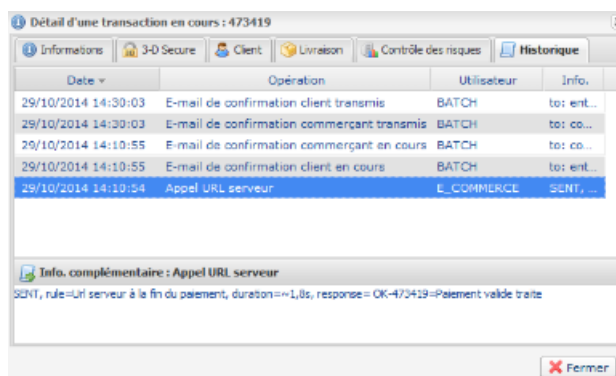 Détail d'une transaction en cours : 473419
Informations 3-D Secure Client Livraison Contrôle des risques Historique
Date Opération Utilisateur Info.
29/10/2014 14:30:03 E-mail de confirmation client transmis BATCH to: ent...
29/10/2014 14:30:03 E-mail de confirmation commerçant transmis BATCH to: co...
29/10/2014 14:10:55 E-mail de confirmation commerçant en cours BATCH to: co...
29/10/2014 14:10:55 E-mail de confirmation client en cours BATCH to: ent...
29/10/2014 14:10:54 Appel URL serveur E_COMMERCE SENT, ...
Info. complémentaire : Appel URL serveur
SENT, rule=Url serveur à la fin du paiement, duration=~1,8s, response= OK-473419=Paiement valide traite
Fermer